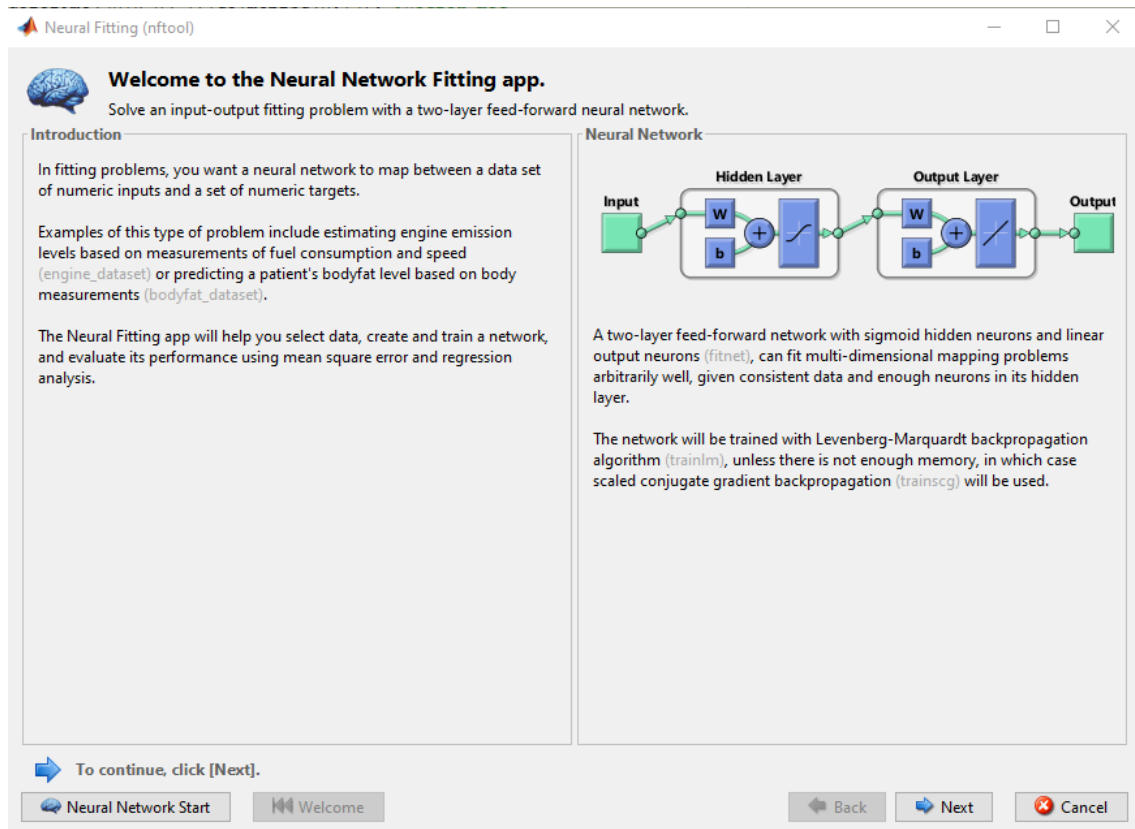 Neural Fitting (nftool)
Welcome to the Neural Network Fitting app.
Solve an input-output fitting problem with a two-layer feed-forward neural network.
Introduction
In fitting problems, you want a neural network to map between a data set
of numeric inputs and a set of numeric targets.
Examples of this type of problem include estimating engine emission
levels based on measurements of fuel consumption and speed
(engine_dataset) or predicting a patient's bodyfat level based on body
measurements (bodyfat_dataset).
The Neural Fitting app will help you select data, create and train a network,
and evaluate its performance using mean square error and regression
analysis.
Neural Network
Hidden Layer
Output Layer
Input
Output
W
b
W
b
A two-layer feed-forward network with sigmoid hidden neurons and linear
output neurons (fitnet), can fit multi-dimensional mapping problems
arbitrarily well, given consistent data and enough neurons in its hidden
layer.
The network will be trained with Levenberg-Marquardt backpropagation
algorithm (trainlm), unless there is not enough memory, in which case
scaled conjugate gradient backpropagation (trainscg) will be used.
To continue, click [Next].
Neural Network Start
Welcome
Back
Next
Cancel